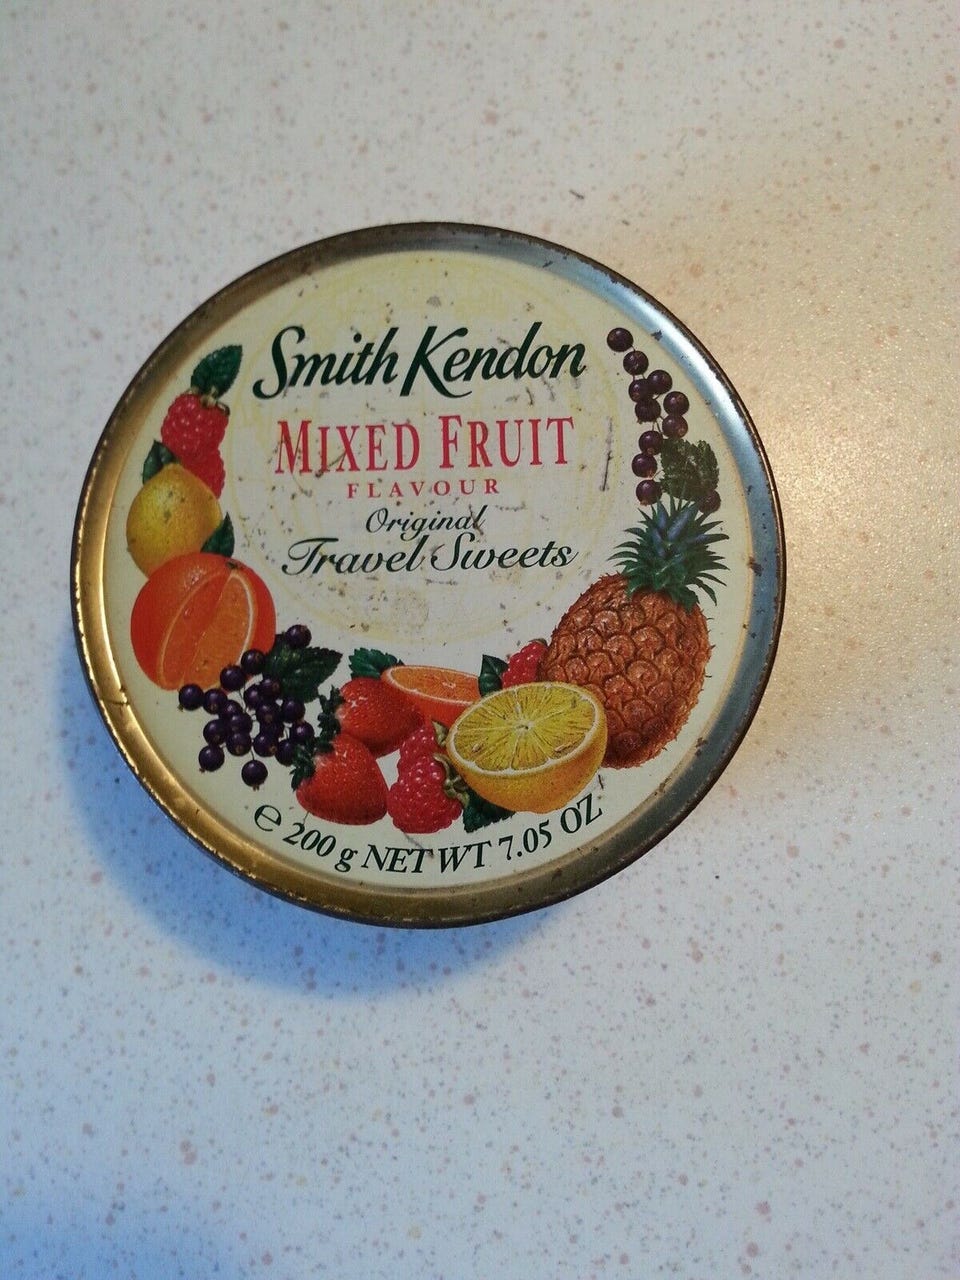 Smith Kendon
MIXED FRUIT
FLAVOUR
Original
Travel Sweets
℮ 200 g NET WT 7.05 OZ